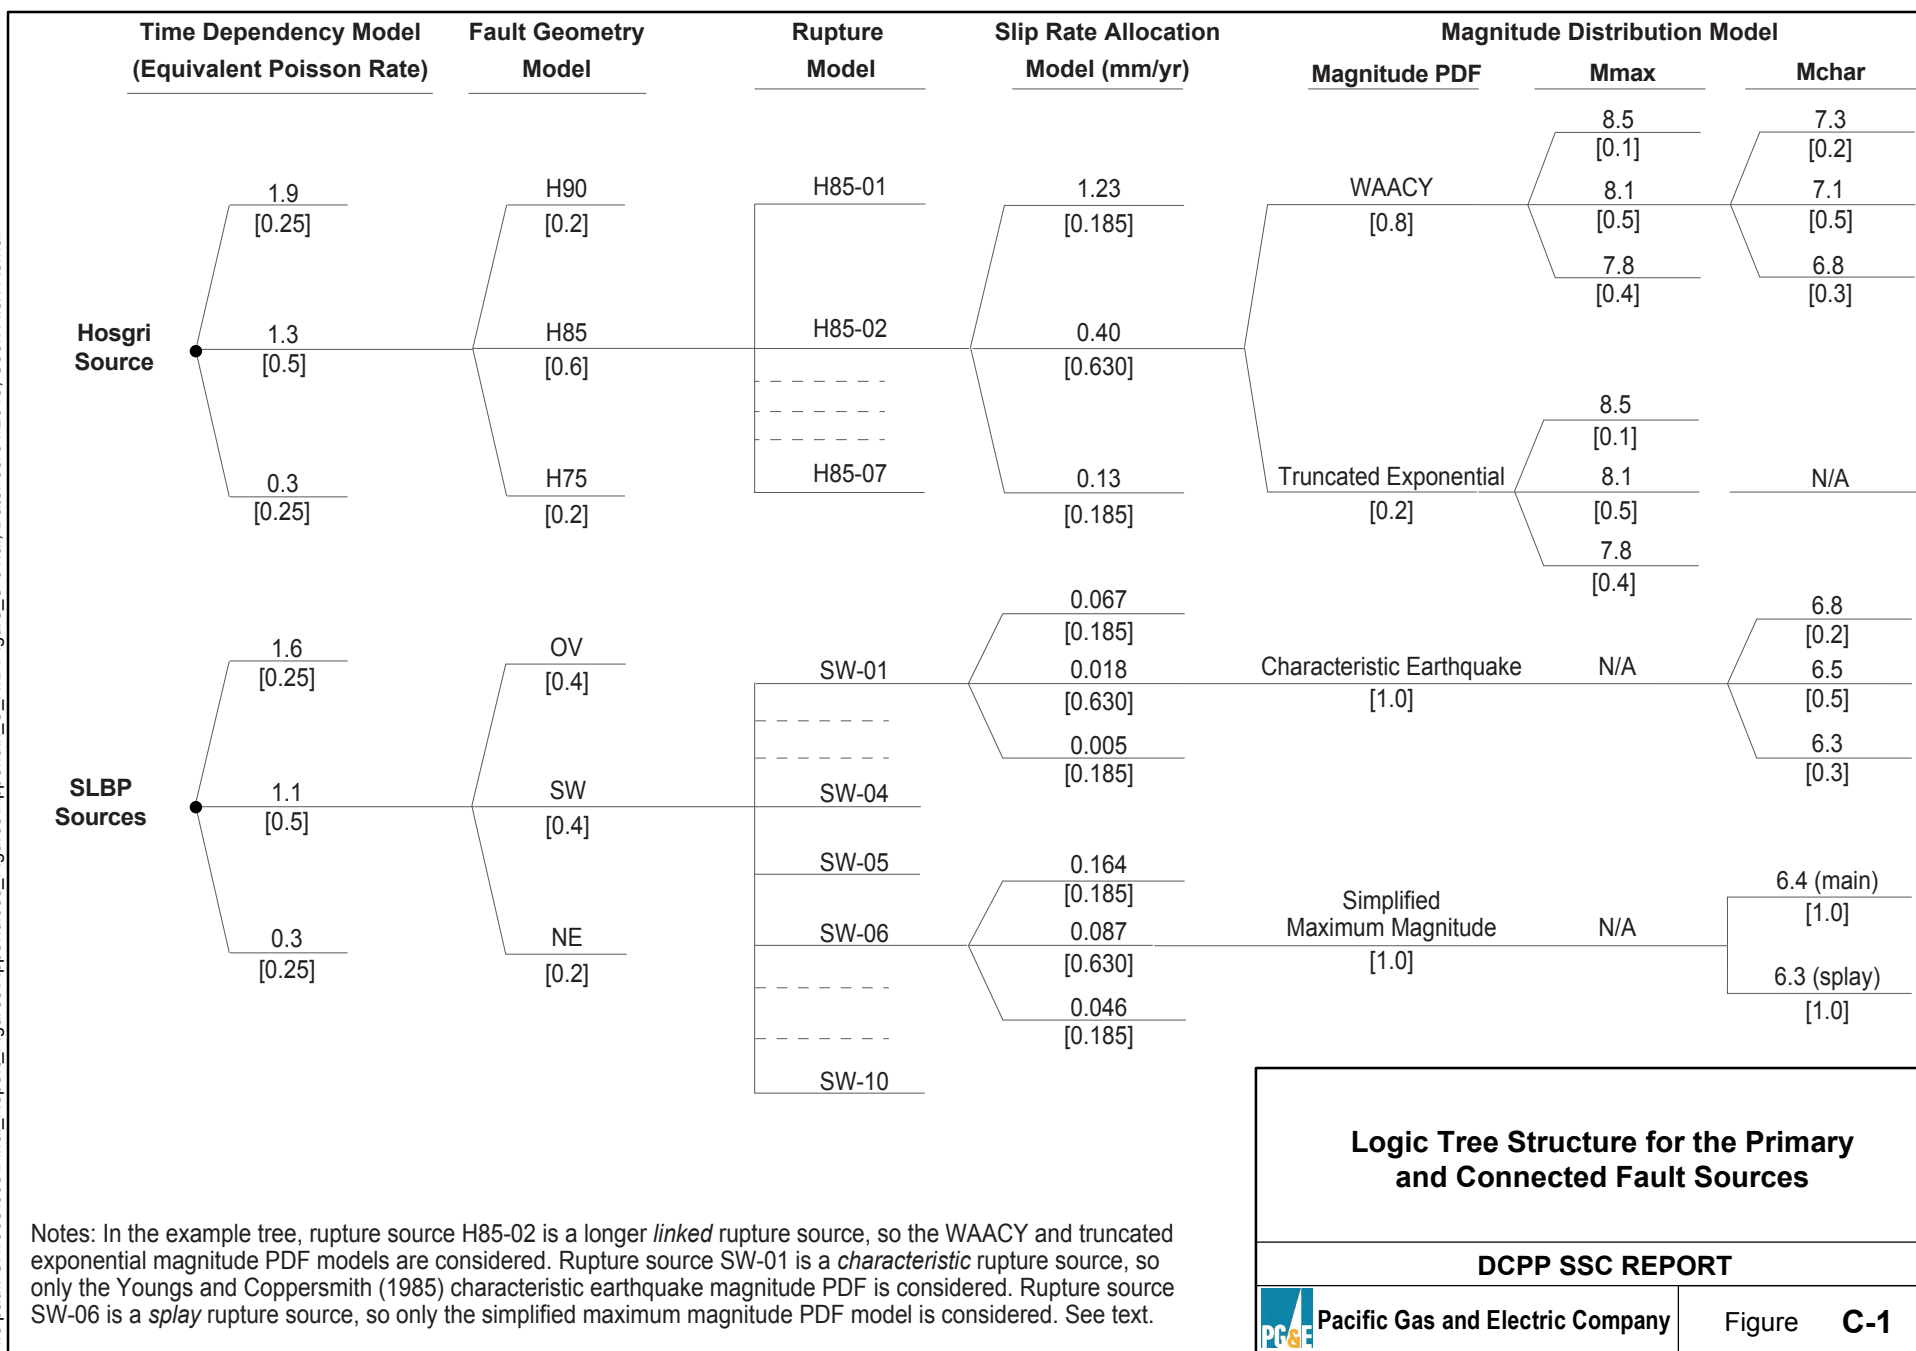 Time Dependency Model
(Equivalent Poisson Rate)
Fault Geometry
Model
Rupture
Model
Slip Rate Allocation
Model (mm/yr)
Magnitude Distribution Model
Magnitude PDF
Mmax
Mchar
Hosgri
Source
1.9
[0.25]
1.3
[0.5]
0.3
[0.25]
H90
[0.2]
H85
[0.6]
H75
[0.2]
H85-01
H85-02
H85-07
1.23
[0.185]
0.40
[0.630]
0.13
[0.185]
WAACY
[0.8]
8.5
[0.1]
8.1
[0.5]
7.8
[0.4]
7.3
[0.2]
7.1
[0.5]
6.8
[0.3]
Truncated Exponential
[0.2]
8.5
[0.1]
8.1
[0.5]
7.8
[0.4]
N/A
SLBP
Sources
1.6
[0.25]
1.1
[0.5]
0.3
[0.25]
OV
[0.4]
SW
[0.4]
NE
[0.2]
SW-01
SW-04
SW-05
SW-06
SW-10
0.067
[0.185]
0.018
[0.630]
0.005
[0.185]
Characteristic Earthquake
[1.0]
N/A
6.8
[0.2]
6.5
[0.5]
6.3
[0.3]
0.164
[0.185]
0.087
[0.630]
0.046
[0.185]
Simplified
Maximum Magnitude
[1.0]
N/A
6.4 (main)
[1.0]
6.3 (splay)
[1.0]
Notes: In the example tree, rupture source H85-02 is a longer linked rupture source, so the WAACY and truncated
exponential magnitude PDF models are considered. Rupture source SW-01 is a characteristic rupture source, so
only the Youngs and Coppersmith (1985) characteristic earthquake magnitude PDF is considered. Rupture source
SW-06 is a splay rupture source, so only the simplified maximum magnitude PDF model is considered. See text.
Logic Tree Structure for the Primary
and Connected Fault Sources
DCPP SSC REPORT
PG&E
Pacific Gas and Electric Company
Figure C-1